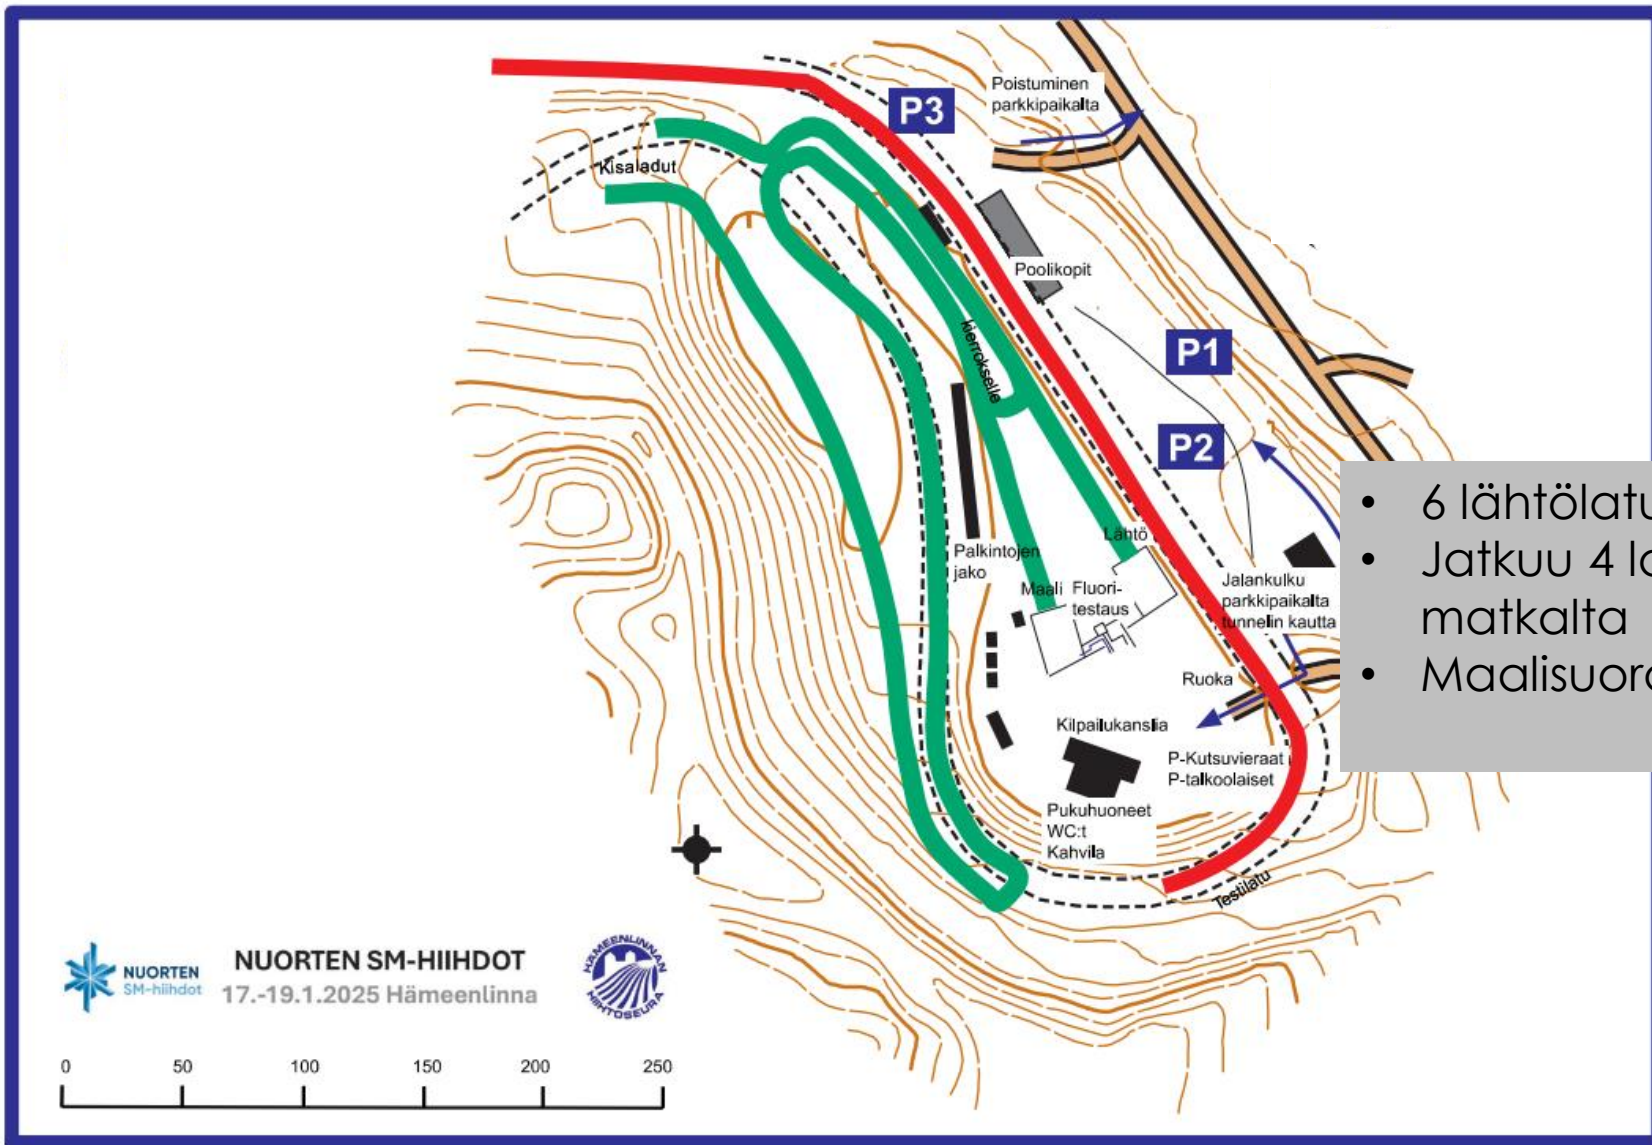 Poistuminen
parkkipaikalta
P3
Kisaladut
Poolikopit
kierrokselle
P1
P2
• 6 lähtölatu
• Jatkuu 4
matkalta
• Maalisuora
Lähtö
Palkintojen
jako
Maali
Fluori-
testaus
Jalankulku
parkkipaikalta
tunnelin kautta
Ruoka
Kilpailukanslia
P-Kutsuvieraat
P-talkoolaiset
Pukuhuoneet
WC:t
Kahvila
Testilatu
NUORTEN
SM-hiihdot
NUORTEN SM-HIIHDOT
17.-19.1.2025 Hämeenlinna
HÄMEENLINNAN
HIIHTOSEURA
0 50 100 150 200 250